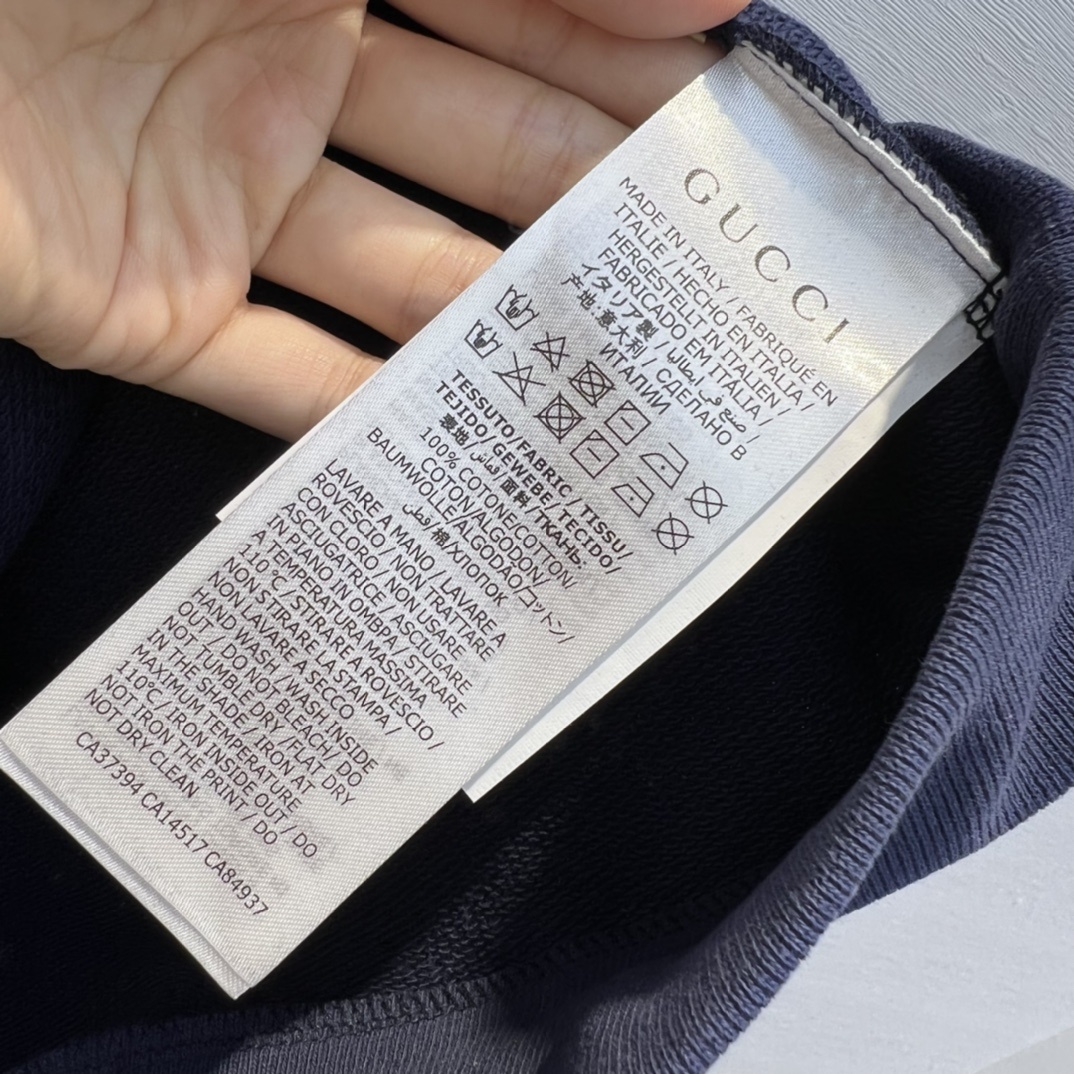 GUCCI
MADE IN ITALY / FABRIQUÉ EN
ITALIE / HECHO EN ITALIA /
HERGESTELLT IN ITALIEN /
FABRICADO EM ITÁLIA /
イタリア製 / صنع في إيطاليا /
产地:意大利 / СДЕЛАНО В
ИТАЛИИ
TESSUTO/FABRIC / TISSU/
TEJIDO/GEWEBE/TECIDO/
表地/قماش/面料/ТКАНЬ:
100% COTONE/COTTON/
COTON/ALGODON/
BAUMWOLLE/ALGODÃO/コットン/
قطن/棉/ХЛОПОК
LAVARE A MANO / LAVARE A
ROVESCIO / NON TRATTARE
CON CLORO / NON USARE
ASCIUGATRICE / ASCIUGARE
IN PIANO IN OMBRA / STIRARE
A TEMPERATURA MASSIMA
110 °C / STIRARE A ROVESCIO /
NON STIRARE LA STAMPA /
NON LAVARE A SECCO
HAND WASH / WASH INSIDE
OUT / DO NOT BLEACH/ DO
NOT TUMBLE DRY /FLAT DRY
IN THE SHADE / IRON AT
MAXIMUM TEMPERATURE
110°C / IRON INSIDE OUT / DO
NOT IRON ON THE PRINT / DO
NOT DRY CLEAN
CA37394 CA14517 CA84937